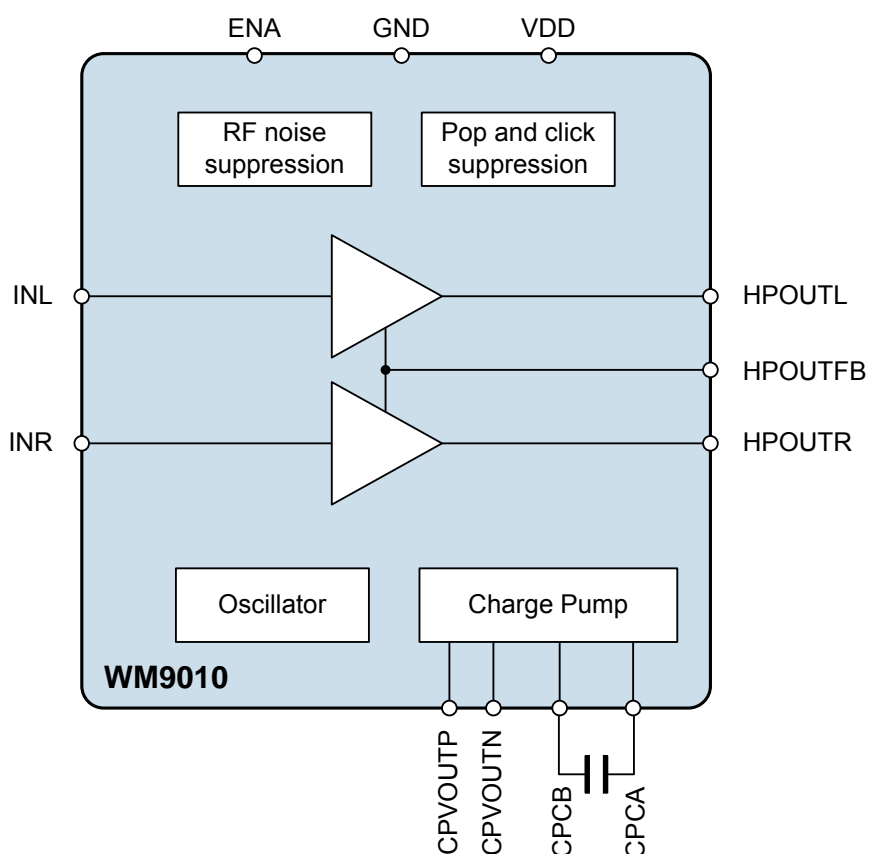 ENA
GND
VDD
RF noise
suppression
Pop and click
suppression
INL
HPOUTL
HPOUTFB
INR
HPOUTR
Oscillator
Charge Pump
WM9010
CPVOUTP
CPVOUTN
CPCB
CPCA